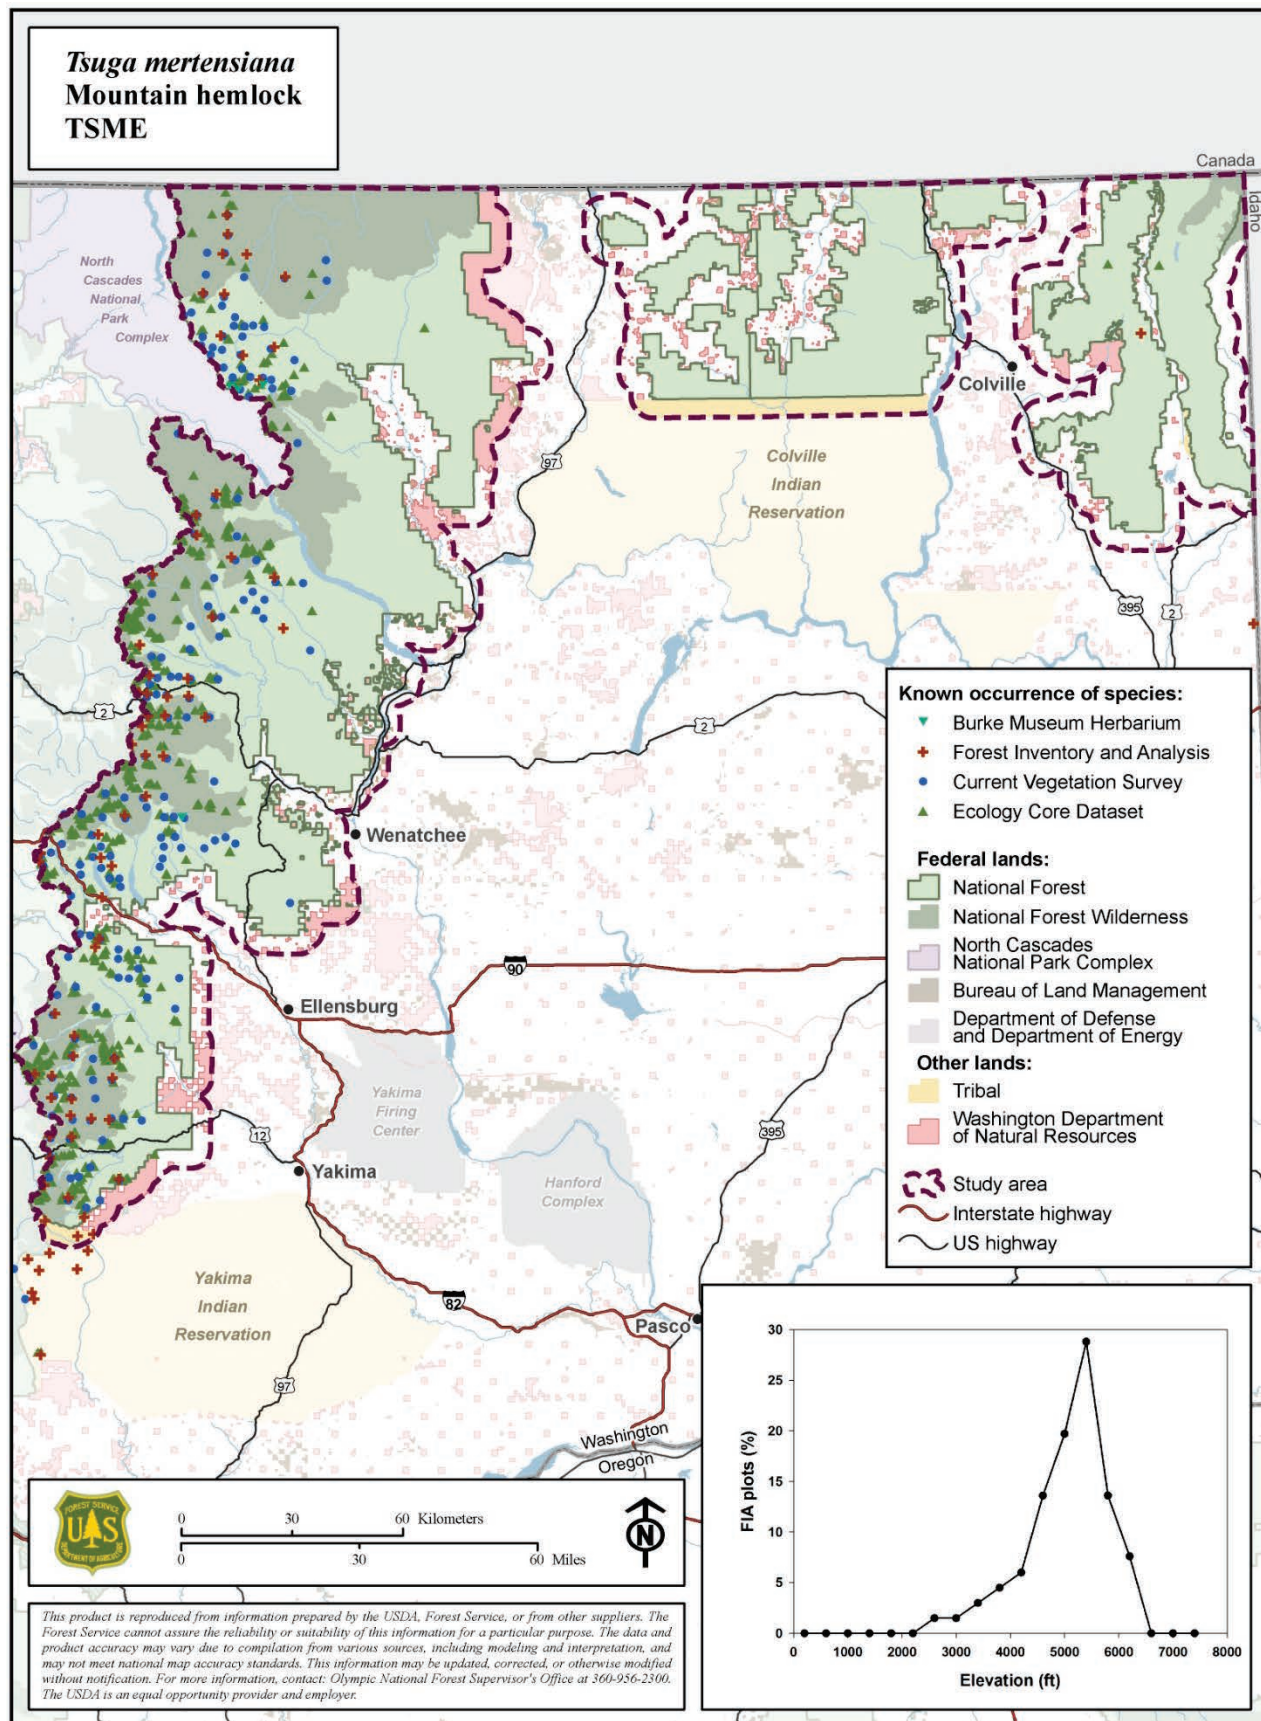 Tsuga mertensiana
Mountain hemlock
TSME
Canada
Idaho
North
Cascades
National
Park
Complex
Colville
97
Colville
Indian
Reservation
395
2
2
2
Wenatchee
90
Ellensburg
Yakima
Firing
Center
395
12
Yakima
Hanford
Complex
Yakima
Indian
Reservation
82
Pasco
97
Washington
Oregon
Known occurrence of species:
Burke Museum Herbarium
Forest Inventory and Analysis
Current Vegetation Survey
Ecology Core Dataset
Federal lands:
National Forest
National Forest Wilderness
North Cascades
National Park Complex
Bureau of Land Management
Department of Defense
and Department of Energy
Other lands:
Tribal
Washington Department
of Natural Resources
Study area
Interstate highway
US highway
FOREST SERVICE
U S
DEPARTMENT OF AGRICULTURE
0 30 60 Kilometers
0 30 60 Miles
N
This product is reproduced from information prepared by the USDA, Forest Service, or from other suppliers. The
Forest Service cannot assure the reliability or suitability of this information for a particular purpose. The data and
product accuracy may vary due to compilation from various sources, including modeling and interpretation, and
may not meet national map accuracy standards. This information may be updated, corrected, or otherwise modified
without notification. For more information, contact: Olympic National Forest Supervisor's Office at 360-956-2300.
The USDA is an equal opportunity provider and employer.
30
25
20
15
10
5
0
FIA plots (%)
0 1000 2000 3000 4000 5000 6000 7000 8000
Elevation (ft)